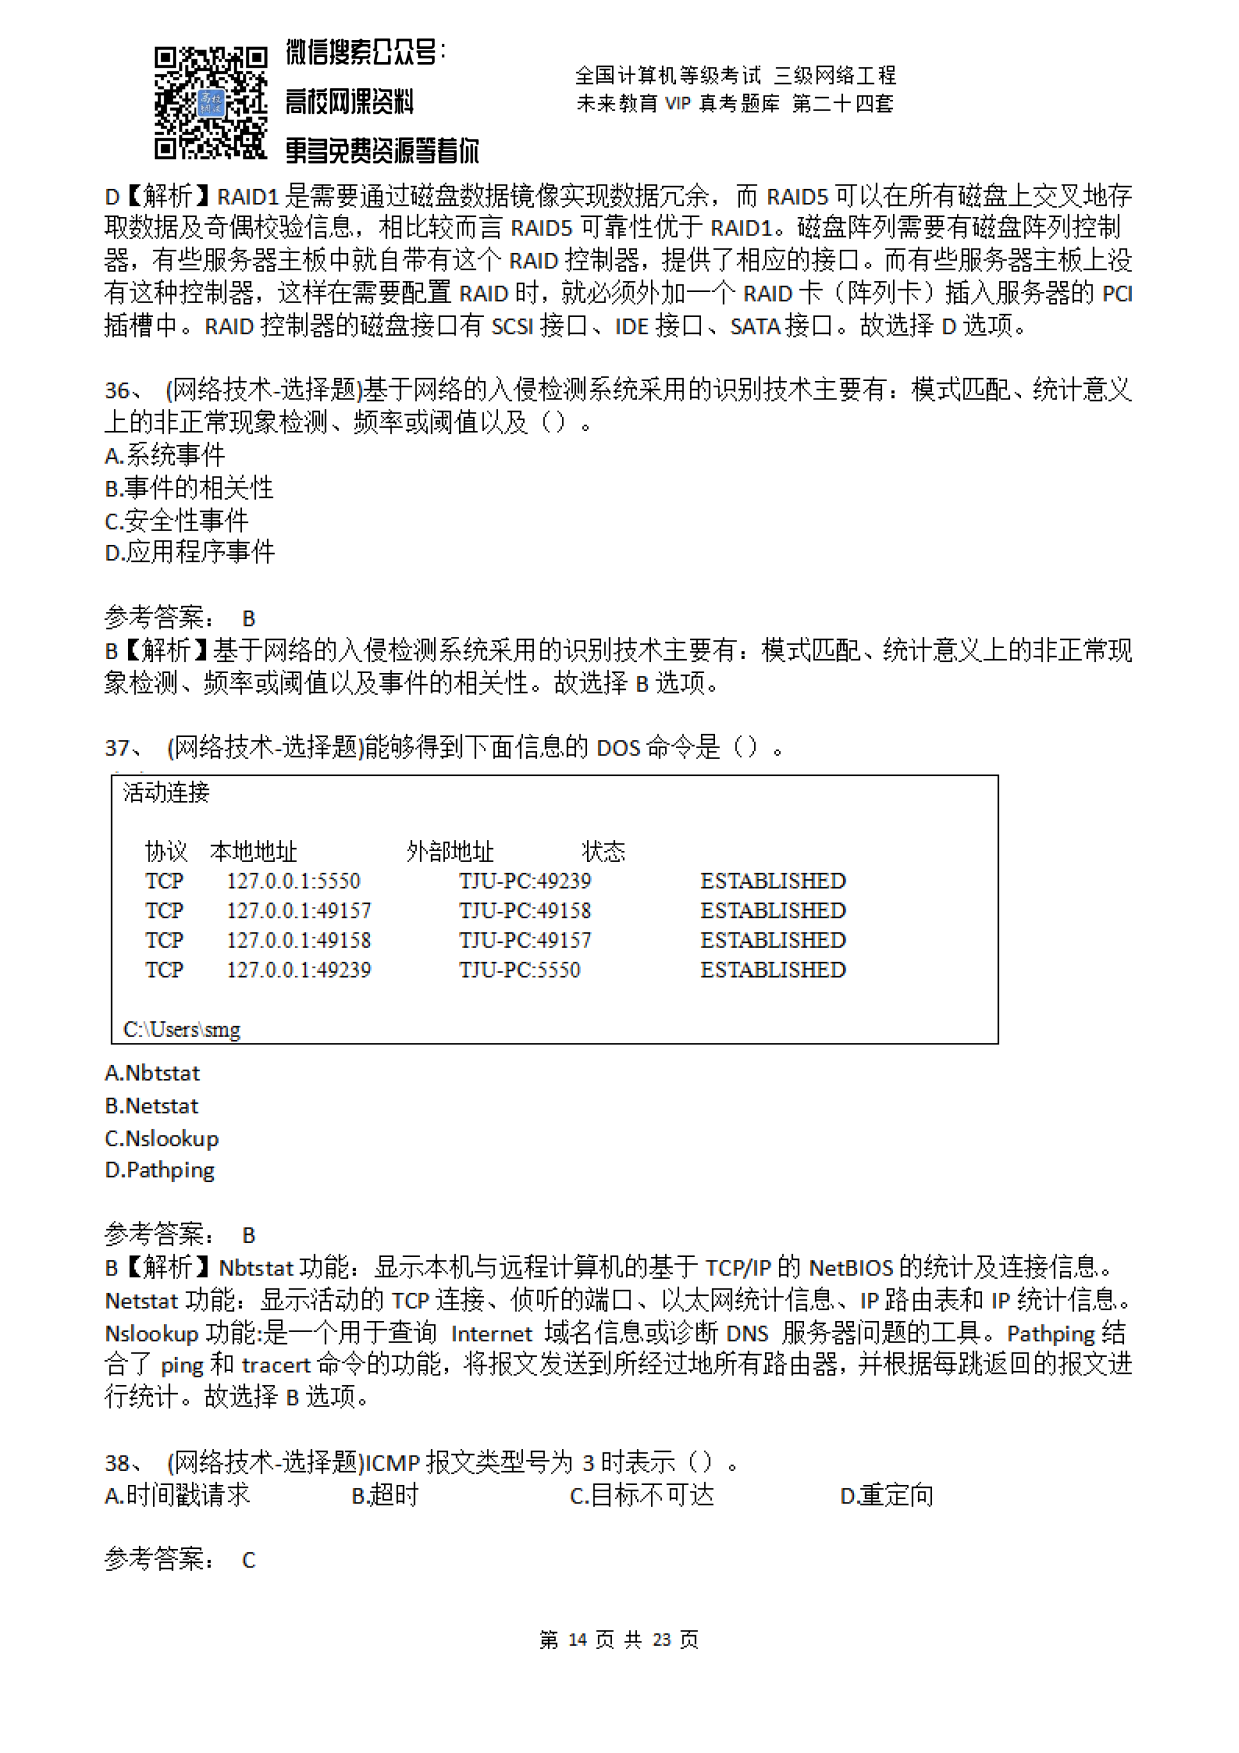 微信搜索公众号：
高校网课资料
更多免费资源等着你
全国计算机等级考试 三级网络工程
未来教育 VIP 真考题库 第二十四套
D【解析】RAID1 是需要通过磁盘数据镜像实现数据冗余，而 RAID5 可以在所有磁盘上交叉地存
取数据及奇偶校验信息，相比较而言 RAID5 可靠性优于 RAID1。磁盘阵列需要有磁盘阵列控制
器，有些服务器主板中就自带有这个 RAID 控制器，提供了相应的接口。而有些服务器主板上没
有这种控制器，这样在需要配置 RAID 时，就必须外加一个 RAID 卡（阵列卡）插入服务器的 PCI
插槽中。RAID 控制器的磁盘接口有 SCSI 接口、IDE 接口、SATA 接口。故选择 D 选项。
36、 (网络技术-选择题)基于网络的入侵检测系统采用的识别技术主要有：模式匹配、统计意义
上的非正常现象检测、频率或阈值以及（）。
A.系统事件
B.事件的相关性
C.安全性事件
D.应用程序事件
参考答案： B
B【解析】基于网络的入侵检测系统采用的识别技术主要有：模式匹配、统计意义上的非正常现
象检测、频率或阈值以及事件的相关性。故选择 B 选项。
37、 (网络技术-选择题)能够得到下面信息的 DOS 命令是（）。
活动连接
协议 本地地址 外部地址 状态
TCP 127.0.0.1:5550 TJU-PC:49239 ESTABLISHED
TCP 127.0.0.1:49157 TJU-PC:49158 ESTABLISHED
TCP 127.0.0.1:49158 TJU-PC:49157 ESTABLISHED
TCP 127.0.0.1:49239 TJU-PC:5550 ESTABLISHED
C:\Users\smg
A.Nbtstat
B.Netstat
C.Nslookup
D.Pathping
参考答案： B
B【解析】Nbtstat 功能：显示本机与远程计算机的基于 TCP/IP 的 NetBIOS 的统计及连接信息。
Netstat 功能：显示活动的 TCP 连接、侦听的端口、以太网统计信息、IP 路由表和 IP 统计信息。
Nslookup 功能:是一个用于查询 Internet 域名信息或诊断 DNS 服务器问题的工具。Pathping 结
合了 ping 和 tracert 命令的功能，将报文发送到所经过地所有路由器，并根据每跳返回的报文进
行统计。故选择 B 选项。
38、 (网络技术-选择题)ICMP 报文类型号为 3 时表示（）。
A.时间戳请求 B.超时 C.目标不可达 D.重定向
参考答案： C
第 14 页 共 23 页